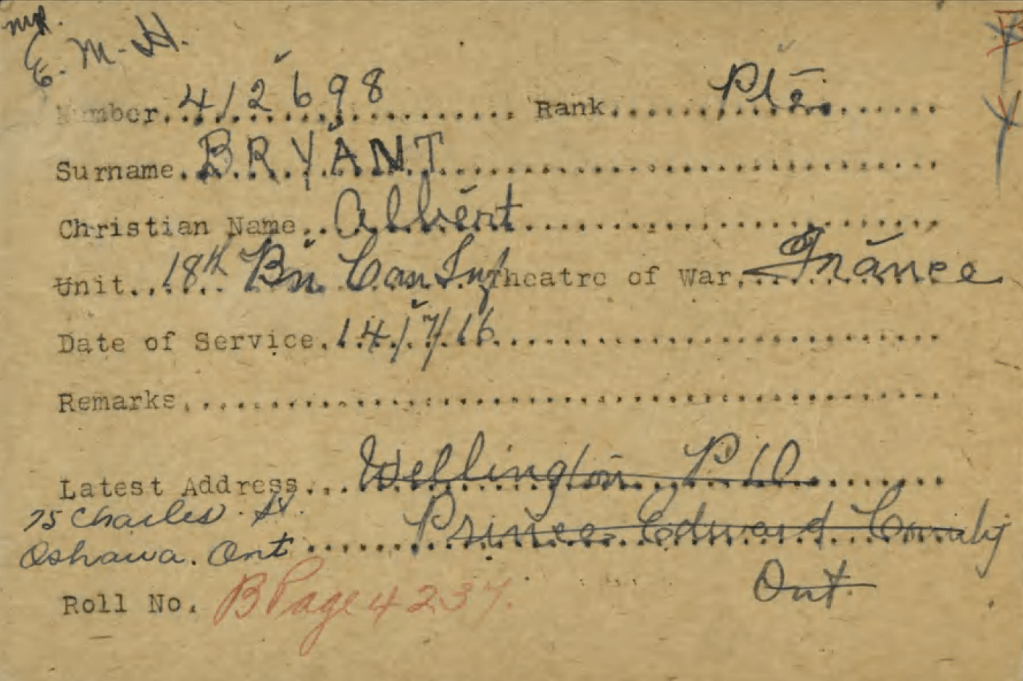 E. M. H.
Number 412698 Rank Pte.
Surname BRYANT
Christian Name Albert
Unit 18th Bn Can Inf Theatre of War France
Date of Service 14/7/16
Remarks
Latest Address Wellington P.O.
75 Charles St. Prince Edward County
Oshawa. Ont
Ont.
Roll No. B Page 4237.